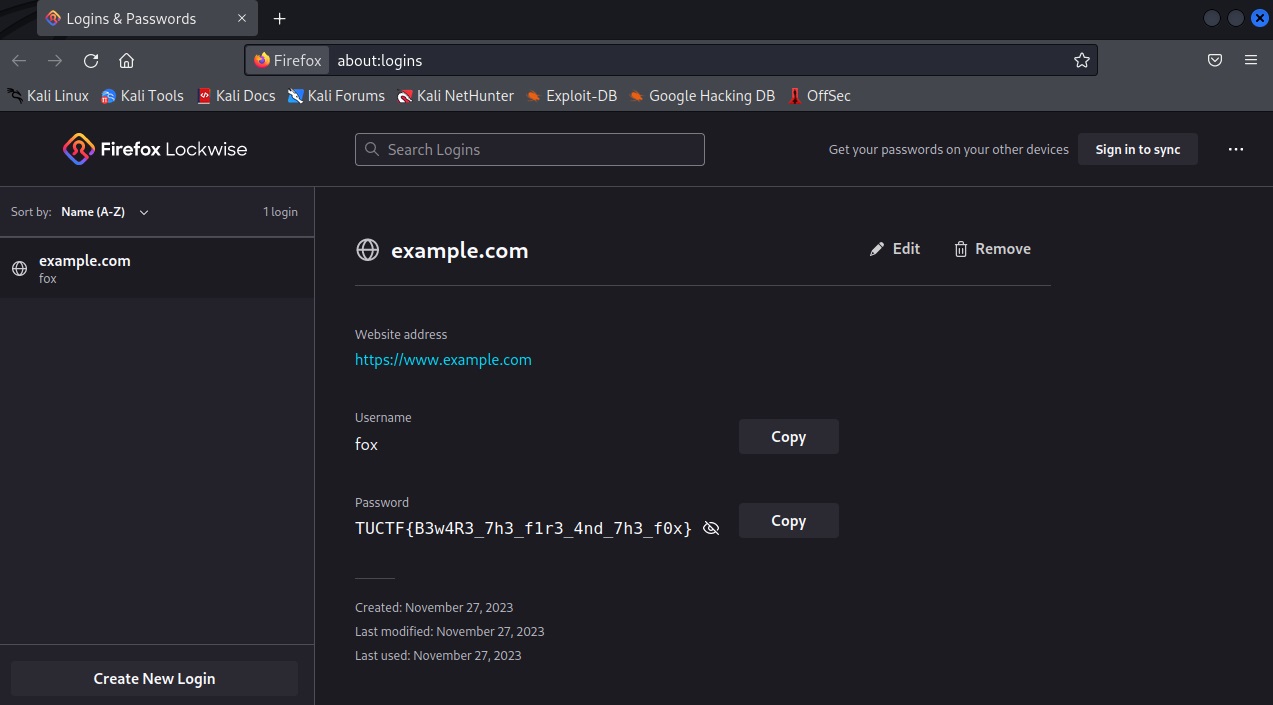 Logins & Passwords
Firefox about:logins
Kali Linux Kali Tools Kali Docs Kali Forums Kali NetHunter Exploit-DB Google Hacking DB OffSec
Firefox Lockwise Search Logins Get your passwords on your other devices Sign in to sync
Sort by: Name (A-Z) 1 login
example.com
fox
example.com Edit Remove
Website address
https://www.example.com
Username
fox Copy
Password
TUCTF{B3w4R3_7h3_f1r3_4nd_7h3_f0x} Copy
Created: November 27, 2023
Last modified: November 27, 2023
Last used: November 27, 2023
Create New Login